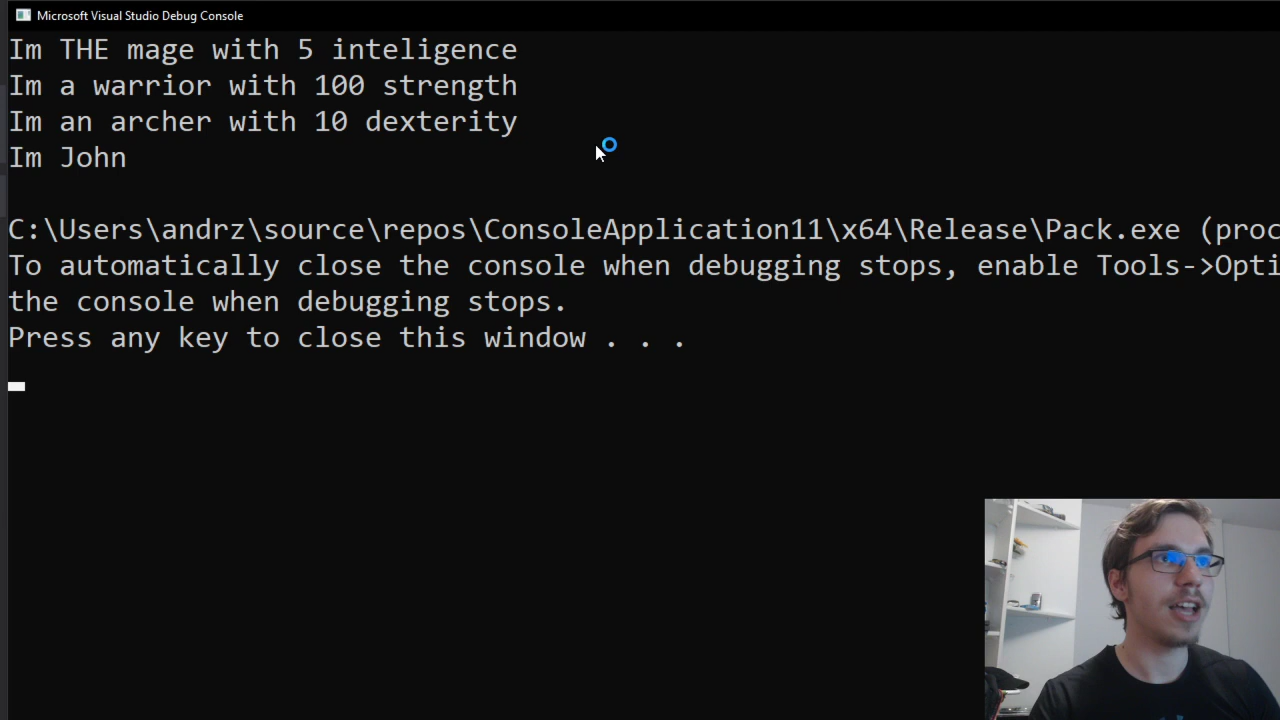 Microsoft Visual Studio Debug Console
Im THE mage with 5 inteligence
Im a warrior with 100 strength
Im an archer with 10 dexterity
Im John
C:\Users\andrz\source\repos\ConsoleApplication11\x64\Release\Pack.exe (proc
To automatically close the console when debugging stops, enable Tools->Opti
the console when debugging stops.
Press any key to close this window . . .